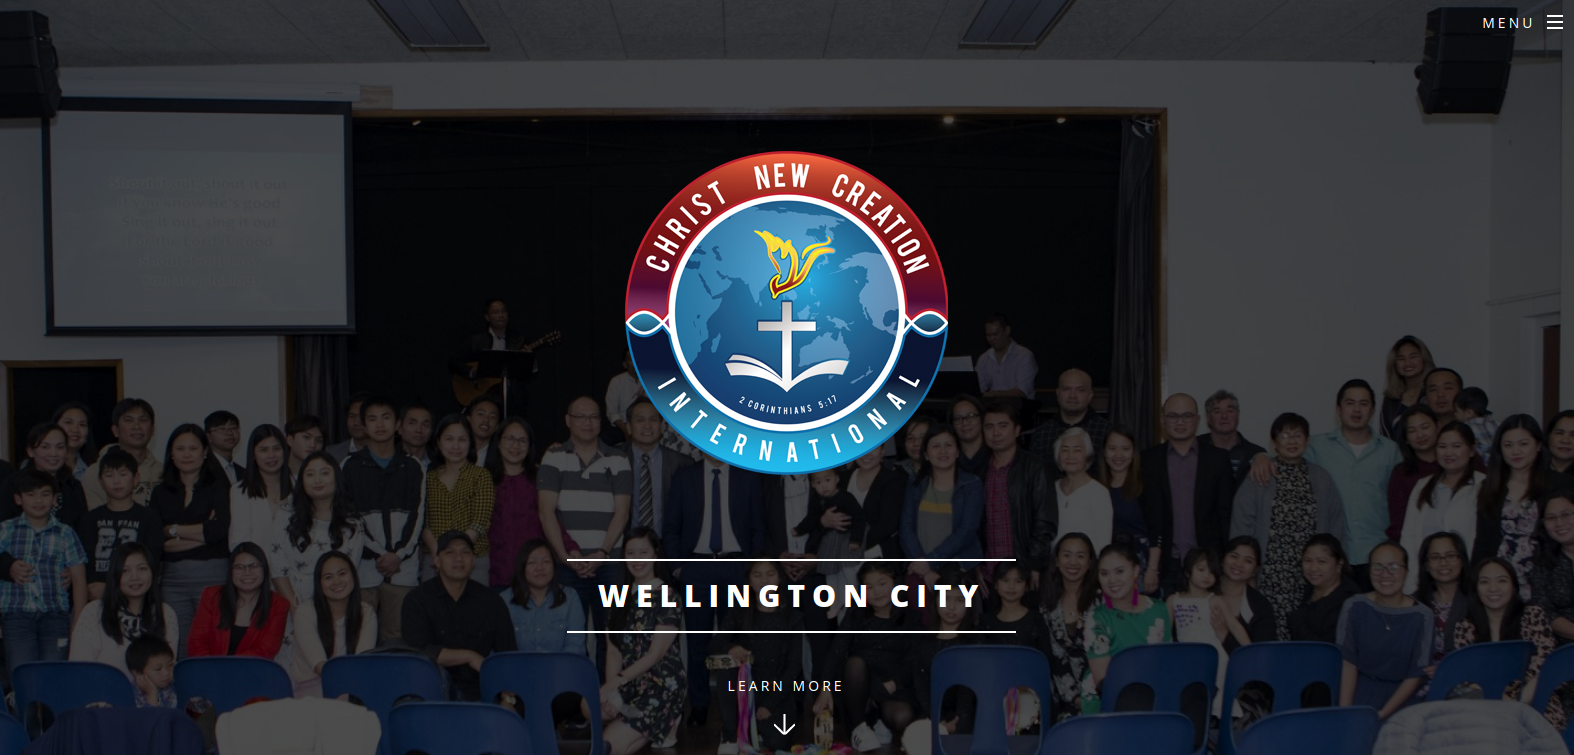 MENU
CHRIST NEW CREATION
2 CORINTHIANS 5:17
INTERNATIONAL
WELLINGTON CITY
LEARN MORE